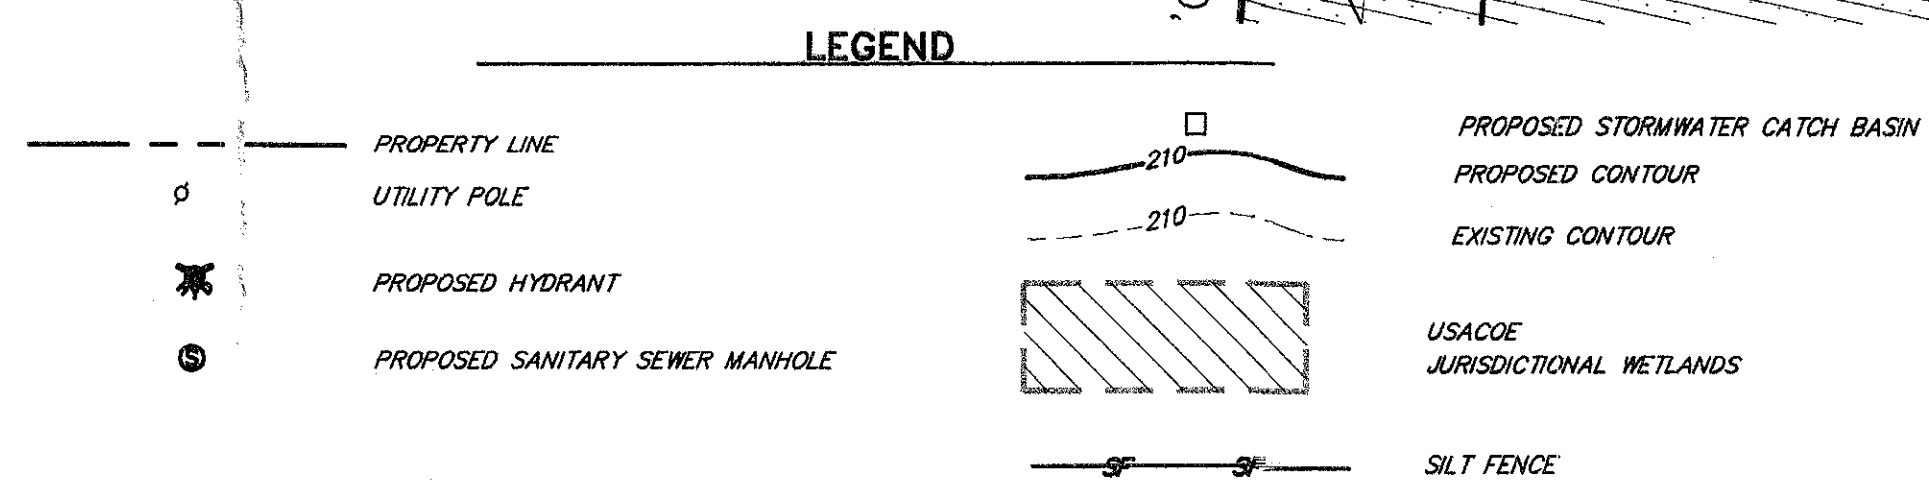 LEGEND
PROPERTY LINE
UTILITY POLE
PROPOSED HYDRANT
S
PROPOSED SANITARY SEWER MANHOLE
PROPOSED STORMWATER CATCH BASIN
210
PROPOSED CONTOUR
210
EXISTING CONTOUR
USACOE
JURISDICTIONAL WETLANDS
SF SF
SILT FENCE